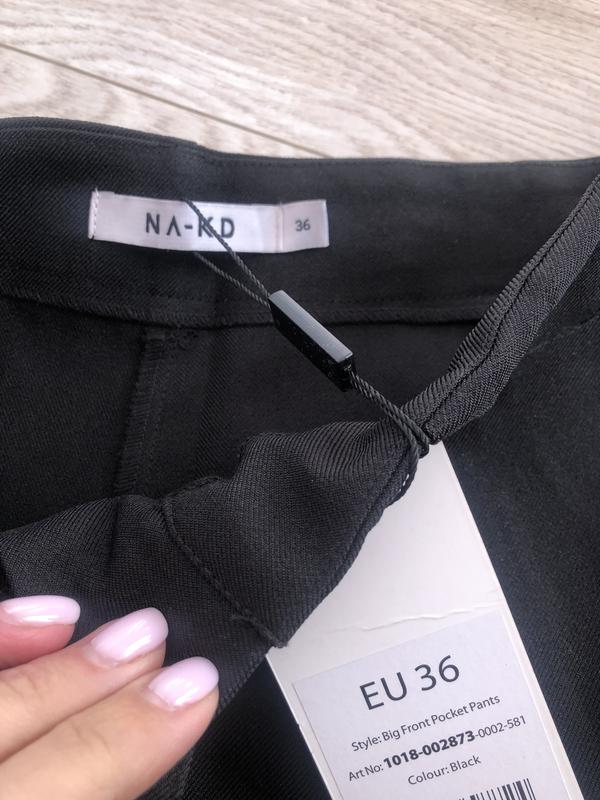 NA-KD 36
EU 36
Style: Big Front Pocket Pants
Art No: 1018-002873-0002-581
Colour: Black